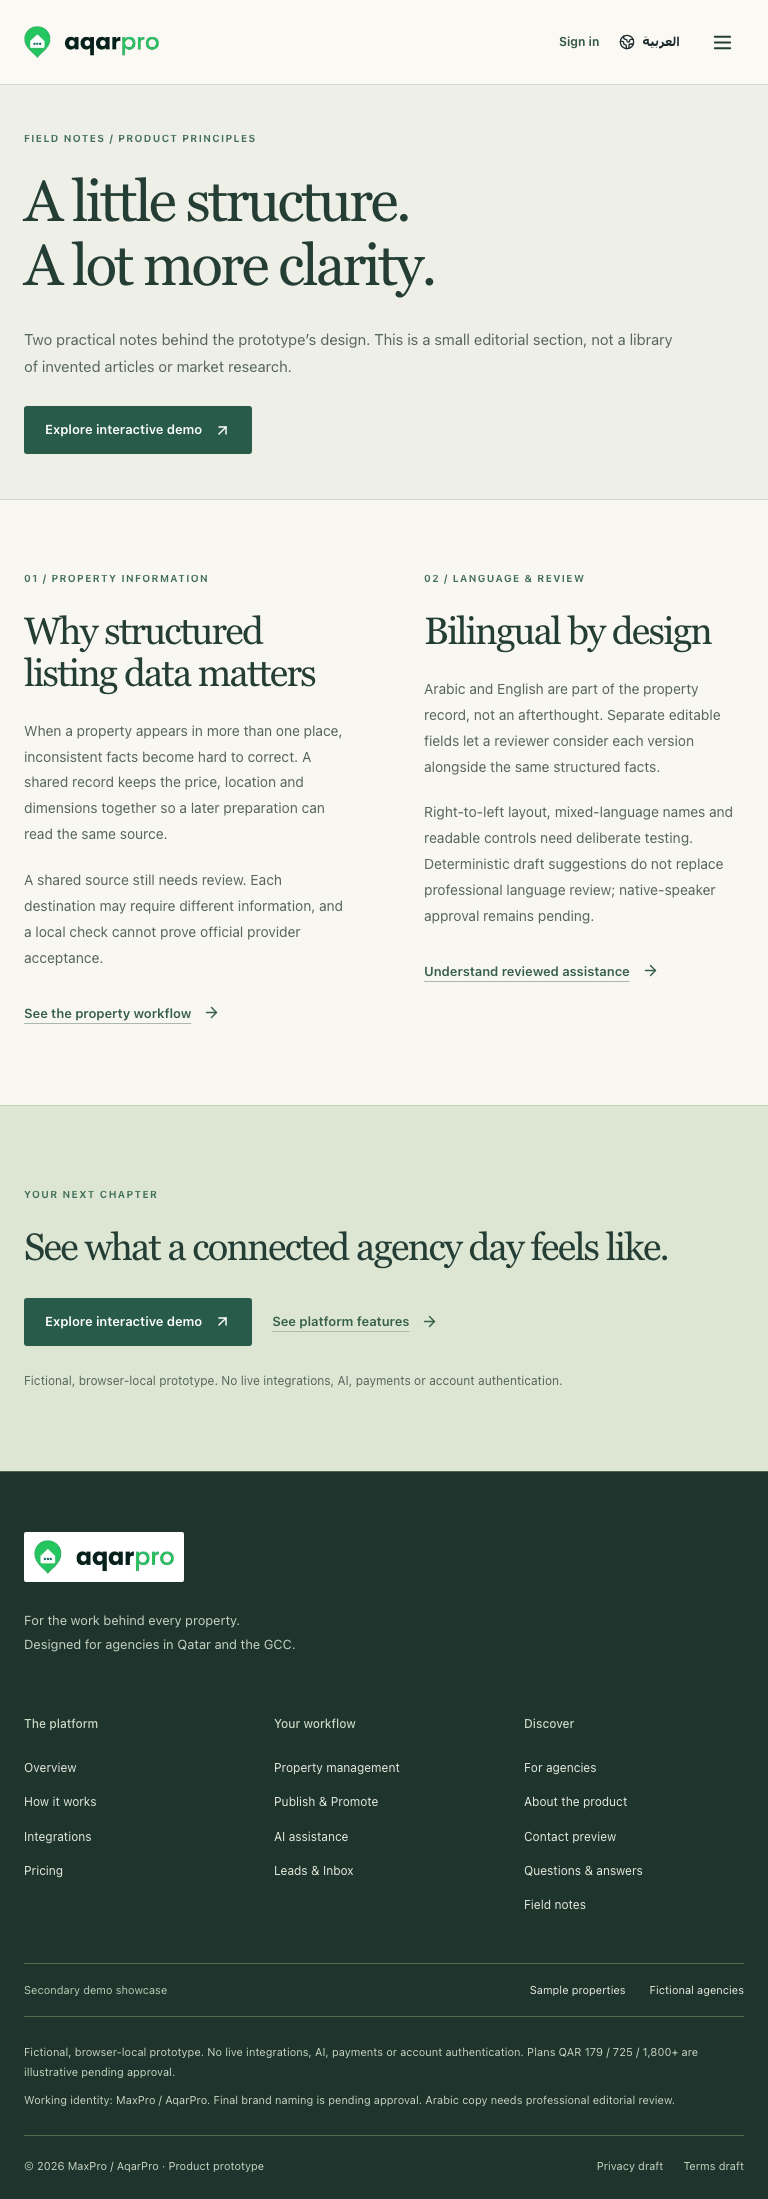 aqarpro
Sign in
العربية
FIELD NOTES / PRODUCT PRINCIPLES
A little structure.
A lot more clarity.
Two practical notes behind the prototype’s design. This is a small editorial section, not a library
of invented articles or market research.
Explore interactive demo
01 / PROPERTY INFORMATION
Why structured
listing data matters
When a property appears in more than one place,
inconsistent facts become hard to correct. A
shared record keeps the price, location and
dimensions together so a later preparation can
read the same source.
A shared source still needs review. Each
destination may require different information, and
a local check cannot prove official provider
acceptance.
See the property workflow
02 / LANGUAGE & REVIEW
Bilingual by design
Arabic and English are part of the property
record, not an afterthought. Separate editable
fields let a reviewer consider each version
alongside the same structured facts.
Right-to-left layout, mixed-language names and
readable controls need deliberate testing.
Deterministic draft suggestions do not replace
professional language review; native-speaker
approval remains pending.
Understand reviewed assistance
YOUR NEXT CHAPTER
See what a connected agency day feels like.
Explore interactive demo
See platform features
Fictional, browser-local prototype. No live integrations, AI, payments or account authentication.
aqarpro
For the work behind every property.
Designed for agencies in Qatar and the GCC.
The platform
Overview
How it works
Integrations
Pricing
Your workflow
Property management
Publish & Promote
AI assistance
Leads & Inbox
Discover
For agencies
About the product
Contact preview
Questions & answers
Field notes
Secondary demo showcase
Sample properties
Fictional agencies
Fictional, browser-local prototype. No live integrations, AI, payments or account authentication. Plans QAR 179 / 725 / 1,800+ are
illustrative pending approval.
Working identity: MaxPro / AqarPro. Final brand naming is pending approval. Arabic copy needs professional editorial review.
© 2026 MaxPro / AqarPro · Product prototype
Privacy draft
Terms draft